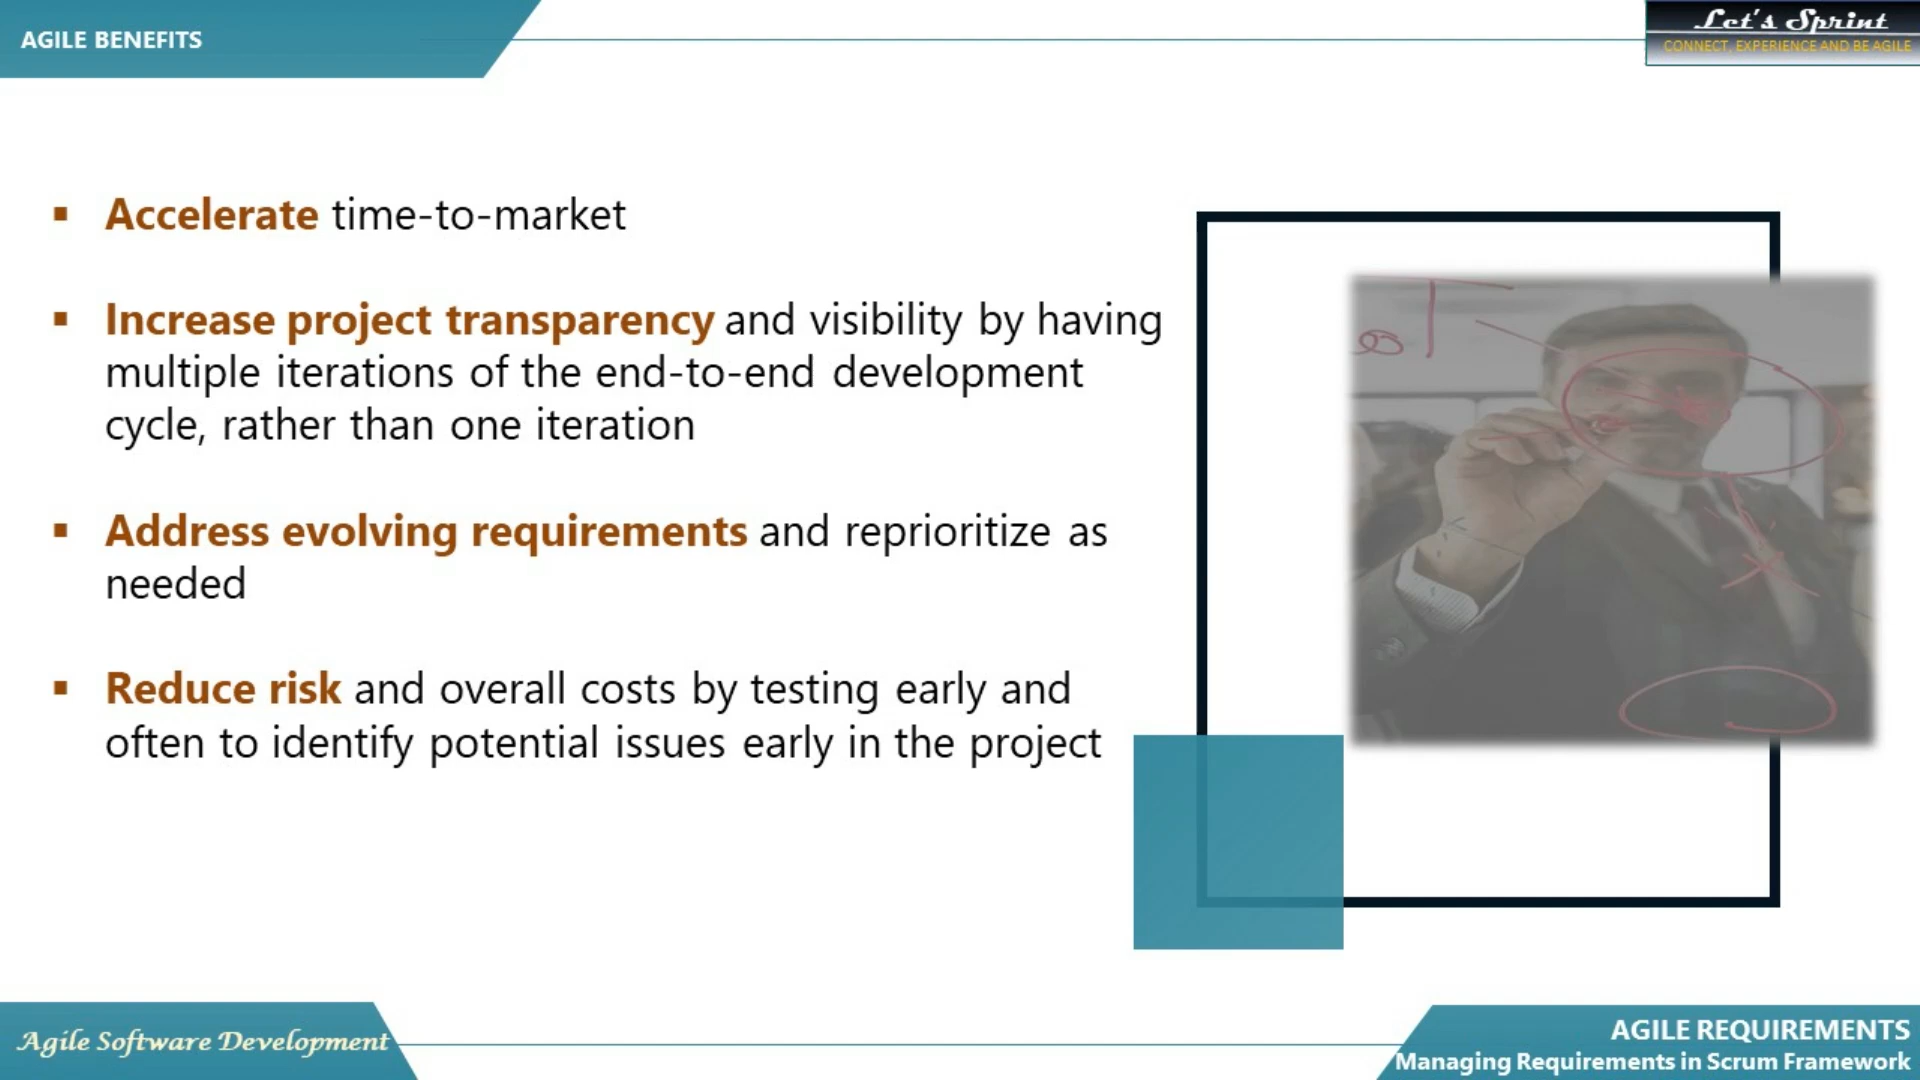 AGILE BENEFITS
Let's Sprint
CONNECT, EXPERIENCE AND BE AGILE
▪ Accelerate time-to-market
▪ Increase project transparency and visibility by having
multiple iterations of the end-to-end development
cycle, rather than one iteration
▪ Address evolving requirements and reprioritize as
needed
▪ Reduce risk and overall costs by testing early and
often to identify potential issues early in the project
Agile Software Development
AGILE REQUIREMENTS
Managing Requirements in Scrum Framework